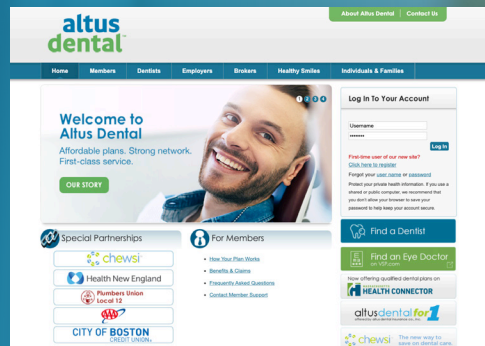 altus
dental
About Altus Dental
Contact Us
Home
Members
Dentists
Employers
Brokers
Healthy Smiles
Individuals & Families
1 2 3 4
Welcome to
Altus Dental
Affordable plans. Strong network.
First-class service.
OUR STORY
Log In To Your Account
Username
••••••••
Log In
First-time user of our new site?
Click here to register
Forgot your user name or password
Protect your private health information. If you use a
shared or public computer, we recommend that
you don't allow your browser to save your
password to help keep your account secure.
Special Partnerships
chewsi
Health New England
Plumbers Union
Local 12
AAA
CITY OF BOSTON
CREDIT UNION
For Members
How Your Plan Works
Benefits & Claims
Frequently Asked Questions
Contact Member Support
Find a Dentist
Find an Eye Doctor
on VSP.com
Now offering qualified dental plans on
HEALTH CONNECTOR
altusdentalfor1
chewsi
The new way to
save on dental care.